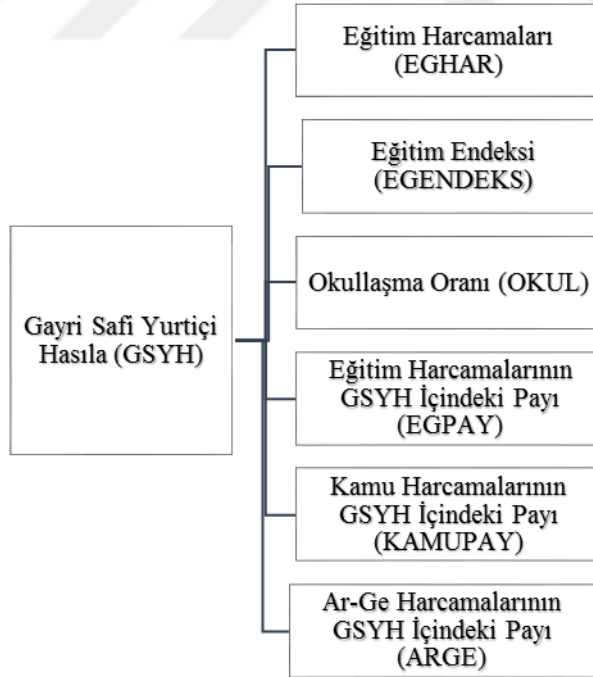 Gayri Safi Yurtiçi
Hasıla (GSYH)
Eğitim Harcamaları
(EGHAR)
Eğitim Endeksi
(EGENDEKS)
Okullaşma Oranı (OKUL)
Eğitim Harcamalarının
GSYH İçindeki Payı
(EGPAY)
Kamu Harcamalarının
GSYH İçindeki Payı
(KAMUPAY)
Ar-Ge Harcamalarının
GSYH İçindeki Payı
(ARGE)